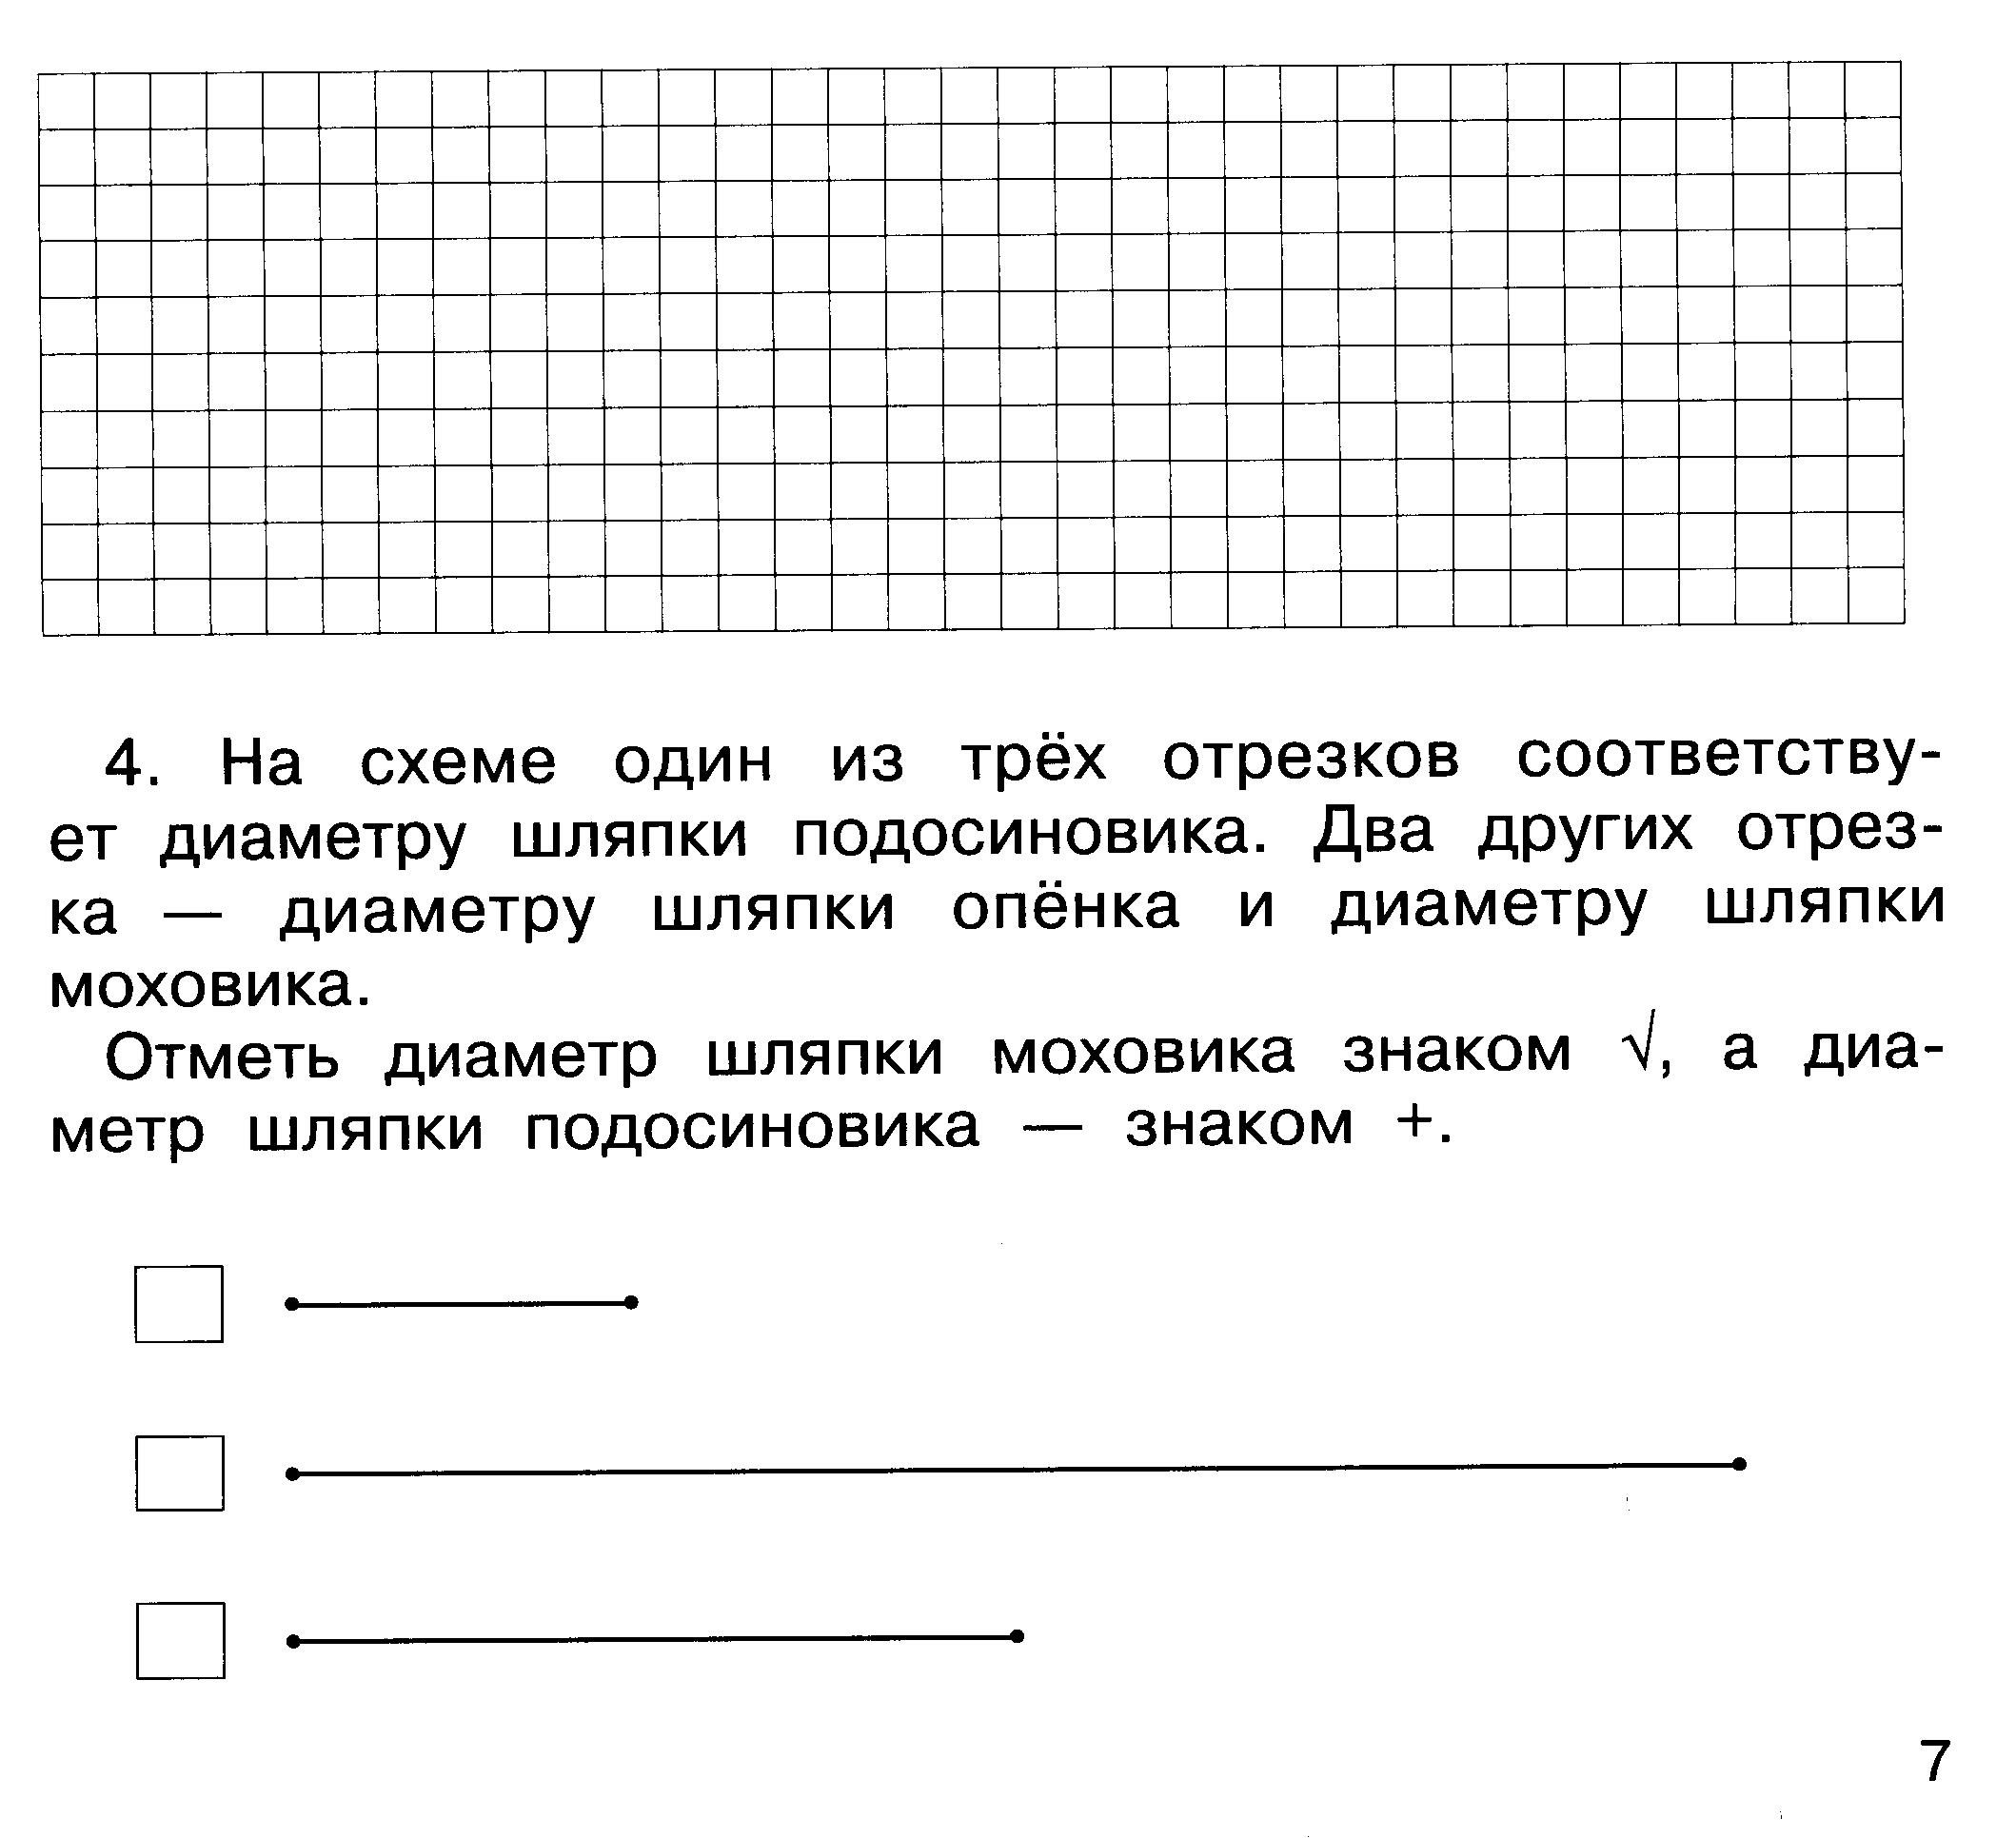 4. На схеме один из трёх отрезков соответству-
ет диаметру шляпки подосиновика. Два других отрез-
ка — диаметру шляпки опёнка и диаметру шляпки
моховика.
Отметь диаметр шляпки моховика знаком √, а диа-
метр шляпки подосиновика — знаком +.
7